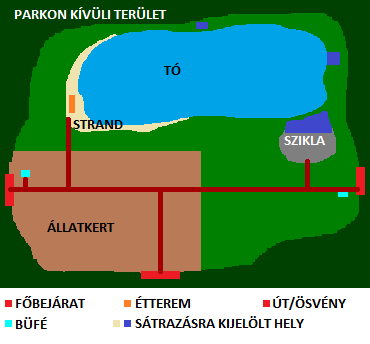 PARKON KÍVÜLI TERÜLET
TÓ
STRAND
SZIKLA
ÁLLATKERT
FŐBEJÁRAT ÉTTEREM ÚT/ÖSVÉNY
BÜFÉ SÁTRAZÁSRA KIJELÖLT HELY